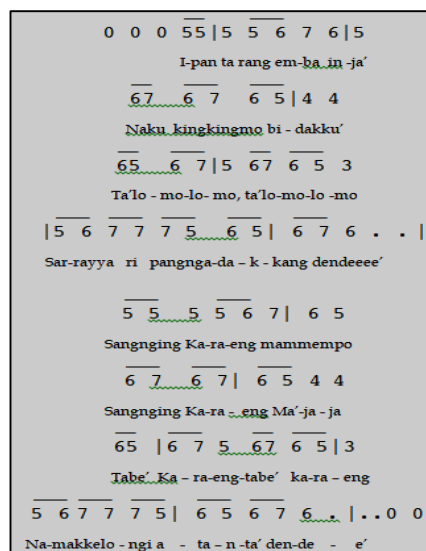 0 0 0 55|5 5 6 7 6|5
I-pan ta rang em-ba in -ja′
67 6 7 6 5|4 4
Naku kingkingmo bi - dakku′
65 6 7|5 67 6 5 3
Ta′lo - mo-lo- mo, ta′lo-mo-lo -mo
|5 6 7 7 7 5 6 5| 6 7 6 . . |
Sar-rayya ri pangnga-da – k - kang dendeeee′
5 5 5 5 6 7| 6 5
Sangnging Ka-ra-eng mammempo
6 7 6 7| 6 5 4 4
Sangnging Ka-ra – eng Ma′-ja - ja
65 |6 7 5 67 6 5|3
Tabe′ Ka – ra-eng-tabe′ ka-ra – eng
5 6 7 7 7 5| 6 5 6 7 6 . |. . 0 0
Na-makkelo - ngi a - ta – n -ta′ den-de - e′